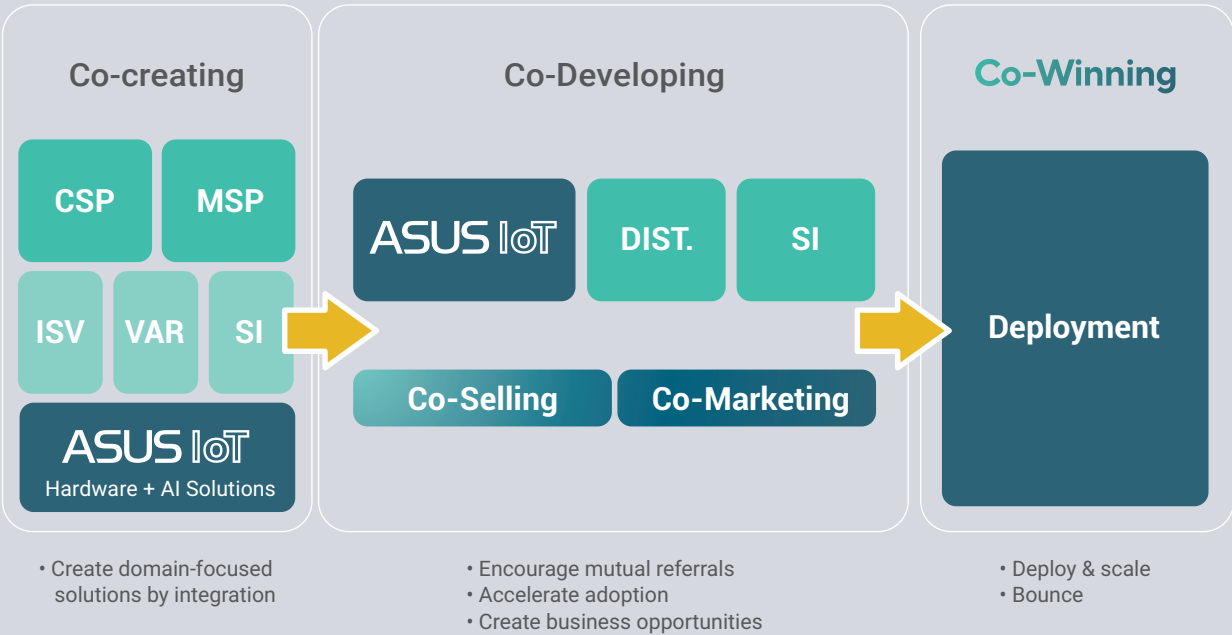 Co-creating
CSP
MSP
ISV
VAR
SI
ASUS IoT
Hardware + AI Solutions
• Create domain-focused
solutions by integration
Co-Developing
ASUS IoT
DIST.
SI
Co-Selling
Co-Marketing
• Encourage mutual referrals
• Accelerate adoption
• Create business opportunities
Co-Winning
Deployment
• Deploy & scale
• Bounce